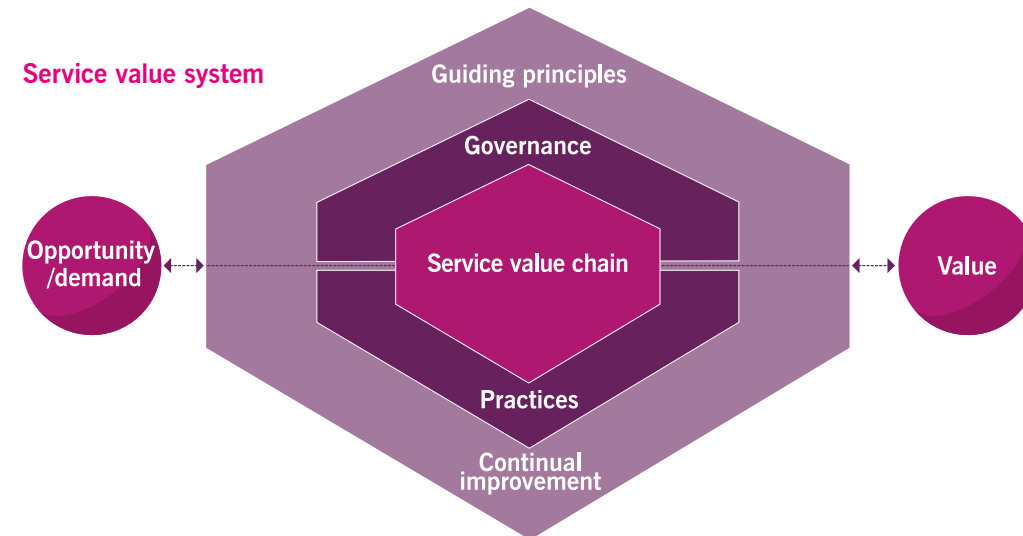 Service value system
Guiding principles
Governance
Opportunity
/demand
Service value chain
Value
Practices
Continual
improvement